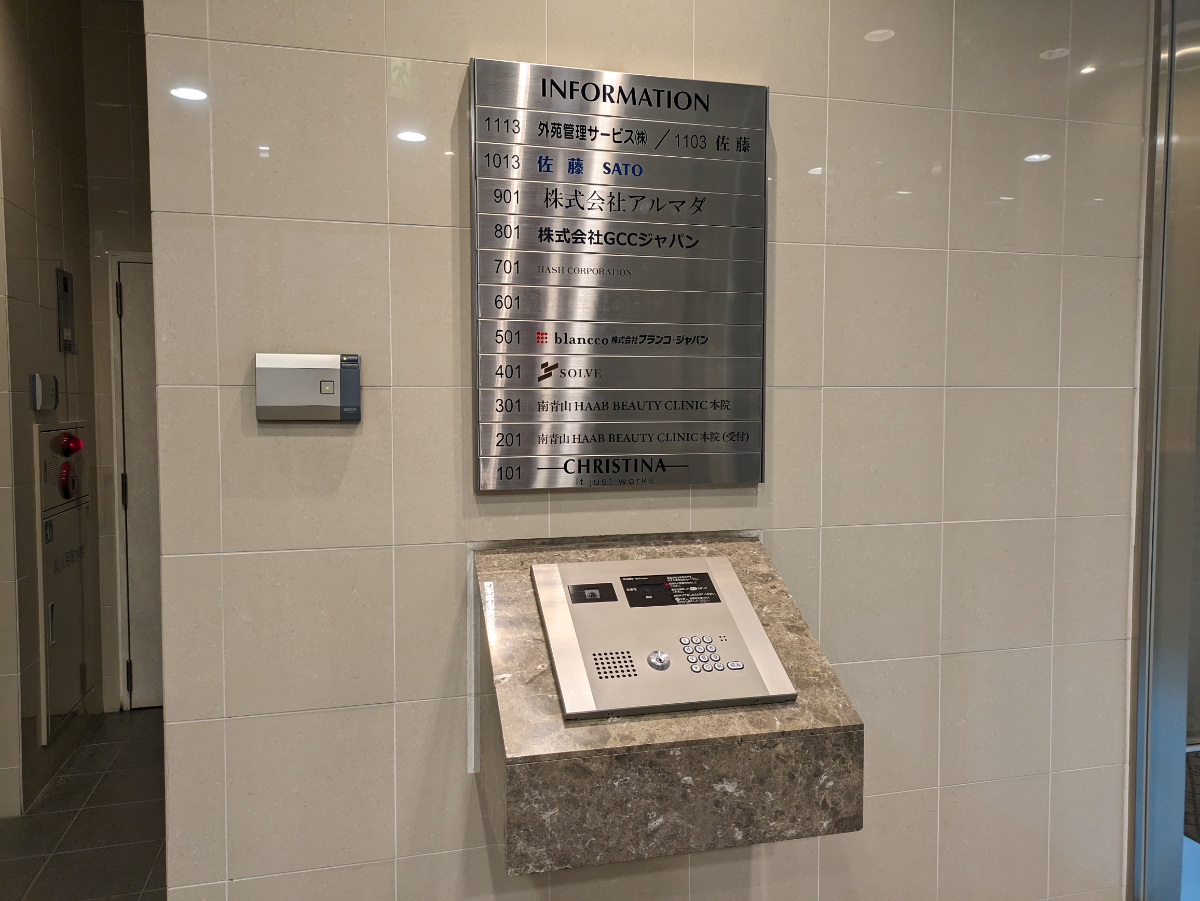 INFORMATION
1113 外苑管理サービス㈱ / 1103 佐藤
1013 佐藤 SATO
901 株式会社アルマダ
801 株式会社GCCジャパン
701 HASH CORPORATION
601
501 blancco 株式会社ブランコ・ジャパン
401 SOLVE
301 南青山 HAAB BEAUTY CLINIC 本院
201 南青山 HAAB BEAUTY CLINIC 本院 (受付)
101 CHRISTINA
it just works